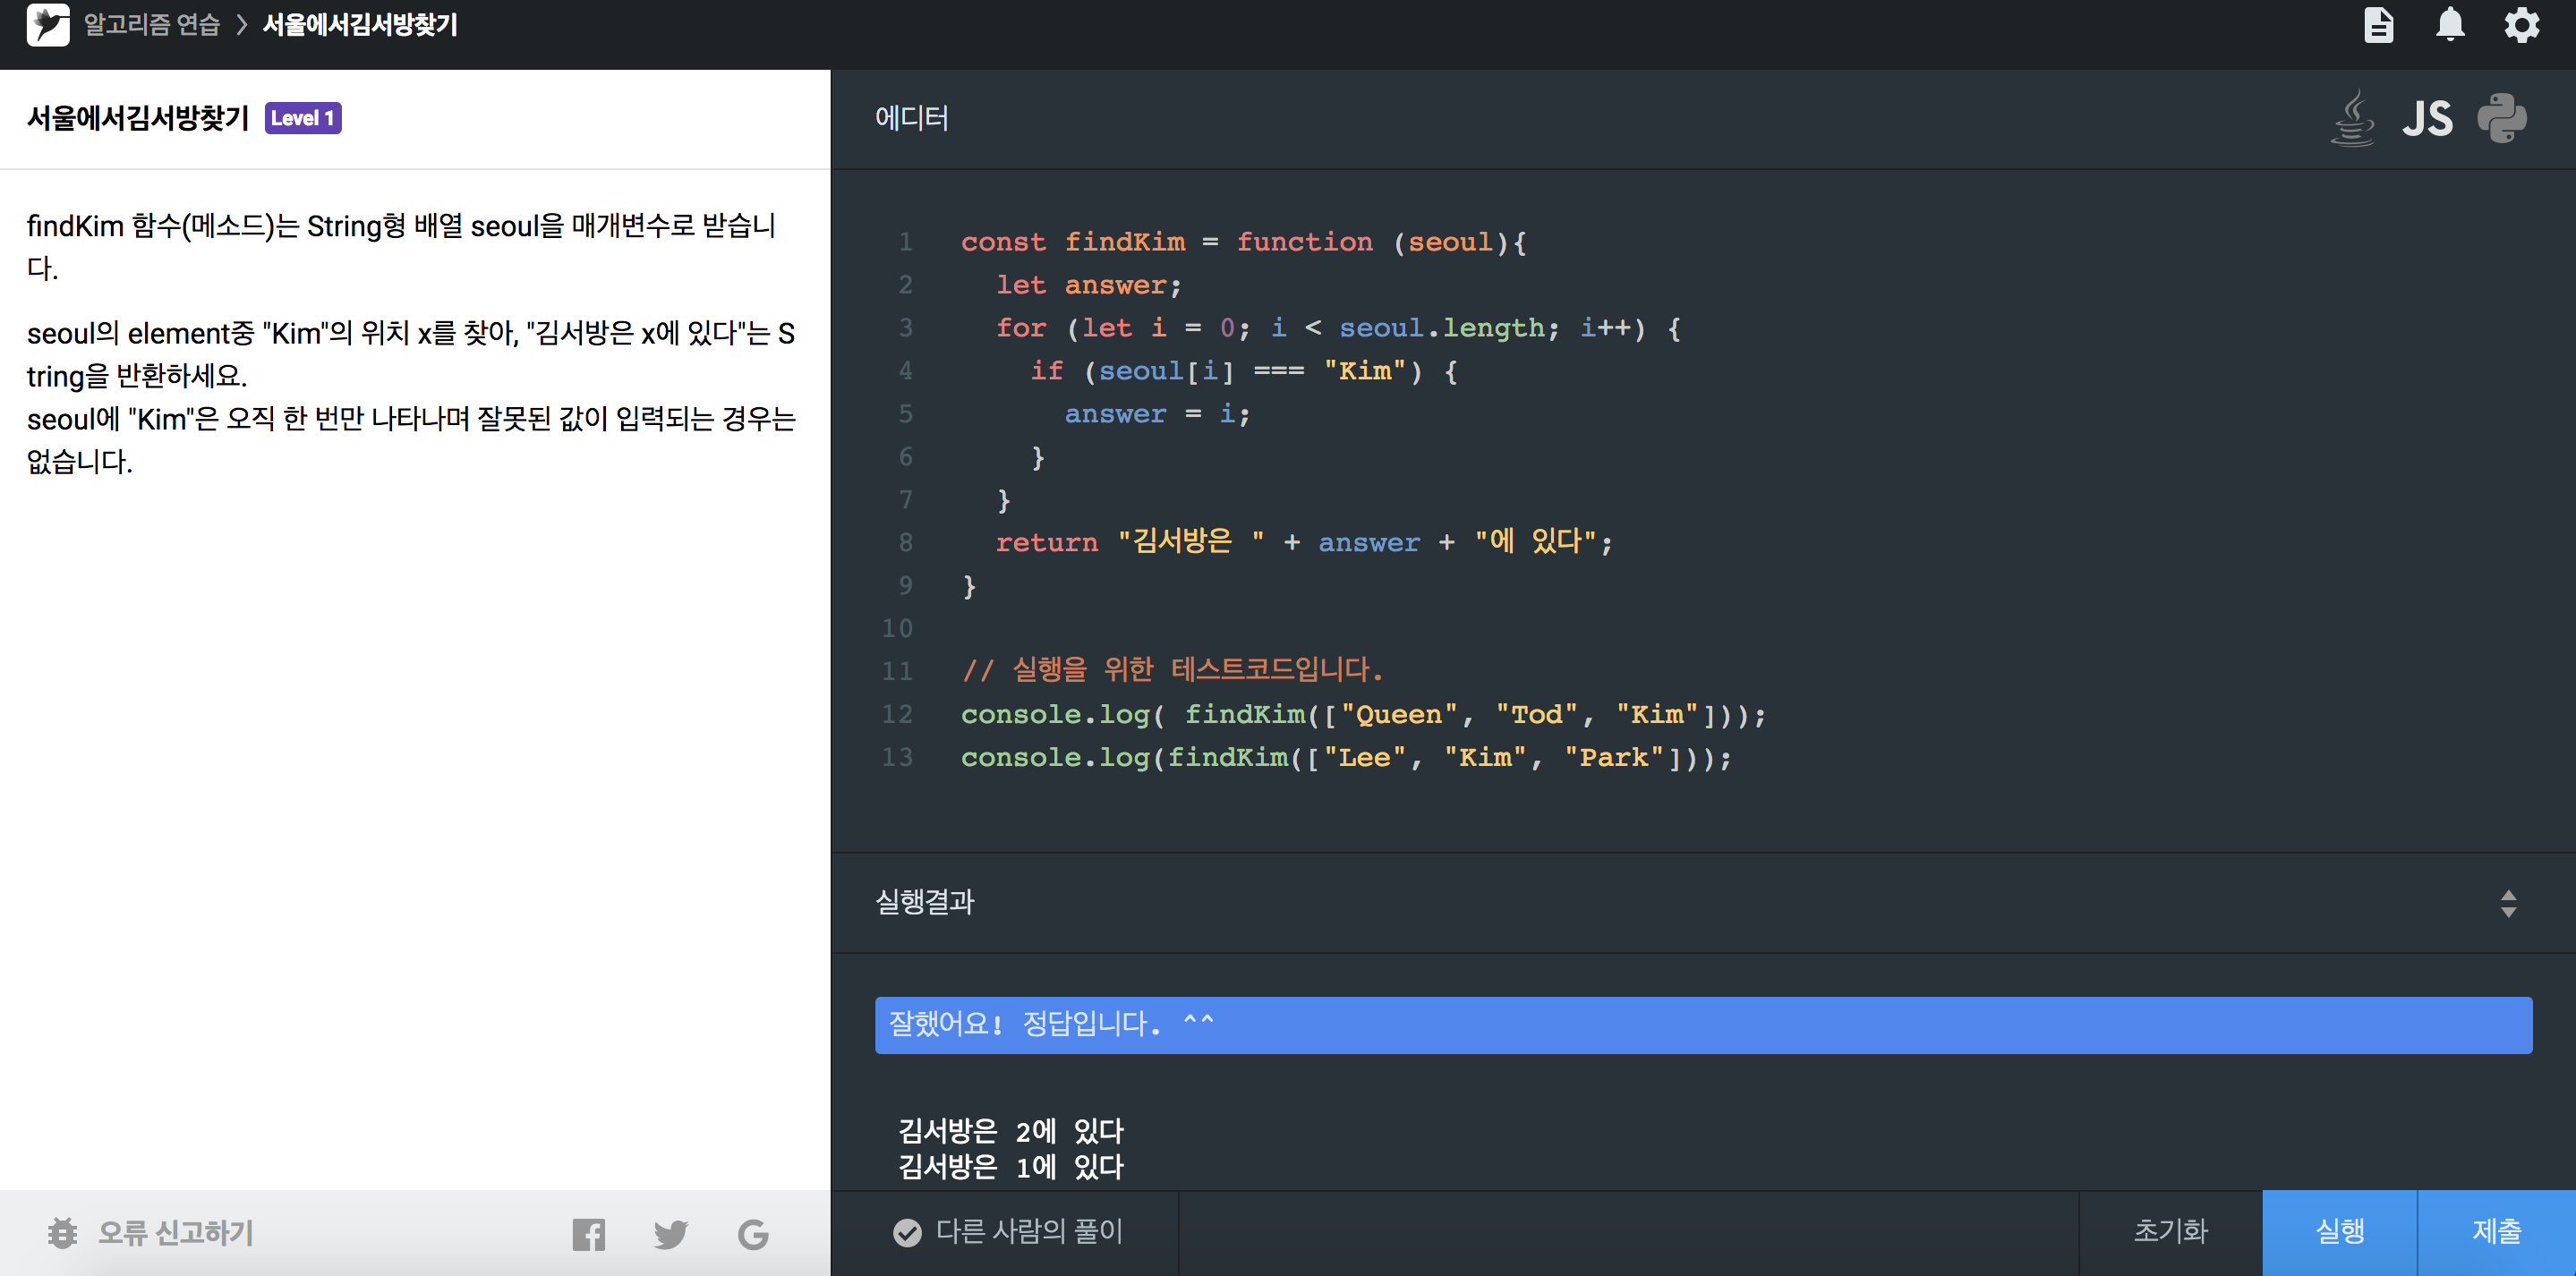 알고리즘 연습 > 서울에서김서방찾기
서울에서김서방찾기 Level 1
findKim 함수(메소드)는 String형 배열 seoul을 매개변수로 받습니
다.
seoul의 element중 "Kim"의 위치 x를 찾아, "김서방은 x에 있다"는 S
tring을 반환하세요.
seoul에 "Kim"은 오직 한 번만 나타나며 잘못된 값이 입력되는 경우는
없습니다.
오류 신고하기
에디터
JS
1 const findKim = function (seoul){
2 let answer;
3 for (let i = 0; i < seoul.length; i++) {
4 if (seoul[i] === "Kim") {
5 answer = i;
6 }
7 }
8 return "김서방은 " + answer + "에 있다";
9 }
10
11 // 실행을 위한 테스트코드입니다.
12 console.log( findKim(["Queen", "Tod", "Kim"]));
13 console.log(findKim(["Lee", "Kim", "Park"]));
실행결과
잘했어요! 정답입니다. ^^
김서방은 2에 있다
김서방은 1에 있다
다른 사람의 풀이
초기화
실행
제출